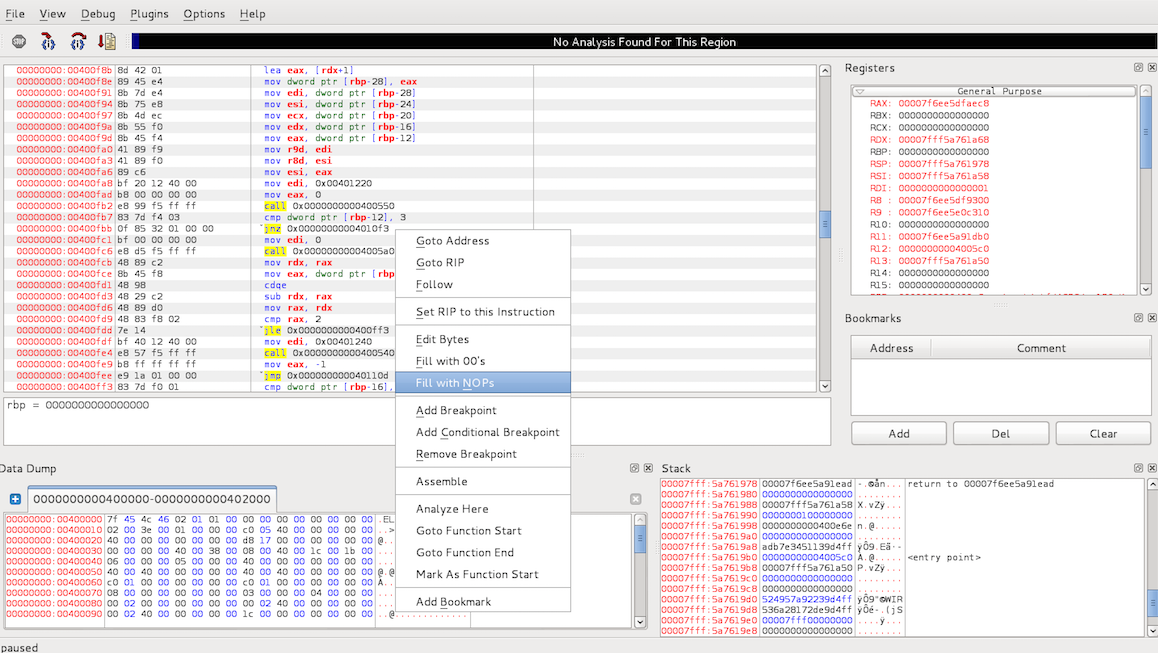 File View Debug Plugins Options Help
STOP
No Analysis Found For This Region
00000000:00400f8b 8d 42 01 lea eax, [rdx+1]
00000000:00400f8e 89 45 e4 mov dword ptr [rbp-28], eax
00000000:00400f91 8b 7d e4 mov edi, dword ptr [rbp-28]
00000000:00400f94 8b 75 e8 mov esi, dword ptr [rbp-24]
00000000:00400f97 8b 4d ec mov ecx, dword ptr [rbp-20]
00000000:00400f9a 8b 55 f0 mov edx, dword ptr [rbp-16]
00000000:00400f9d 8b 45 f4 mov eax, dword ptr [rbp-12]
00000000:00400fa0 41 89 f9 mov r9d, edi
00000000:00400fa3 41 89 f0 mov r8d, esi
00000000:00400fa6 89 c6 mov esi, eax
00000000:00400fa8 bf 20 12 40 00 mov edi, 0x00401220
00000000:00400fad b8 00 00 00 00 mov eax, 0
00000000:00400fb2 e8 99 f5 ff ff call 0x0000000000400550
00000000:00400fb7 83 7d f4 03 cmp dword ptr [rbp-12], 3
00000000:00400fbb 0f 85 32 01 00 00 jnz 0x00000000004010f3
00000000:00400fc1 bf 00 00 00 00 mov edi, 0
00000000:00400fc6 e8 d5 f5 ff ff call 0x00000000004005a0
00000000:00400fcb 48 89 c2 mov rdx, rax
00000000:00400fce 8b 45 f8 mov eax, dword ptr [rbp
00000000:00400fd1 48 98 cdqe
00000000:00400fd3 48 29 c2 sub rdx, rax
00000000:00400fd6 48 89 d0 mov rax, rdx
00000000:00400fd9 48 83 f8 02 cmp rax, 2
00000000:00400fdd 7e 14 jle 0x0000000000400ff3
00000000:00400fdf bf 40 12 40 00 mov edi, 0x00401240
00000000:00400fe4 e8 57 f5 ff ff call 0x0000000000400540
00000000:00400fe9 b8 ff ff ff ff mov eax, -1
00000000:00400fee e9 1a 01 00 00 jmp 0x000000000040110d
00000000:00400ff3 83 7d f0 01 cmp dword ptr [rbp-16],
rbp = 0000000000000000
Goto Address
Goto RIP
Follow
Set RIP to this Instruction
Edit Bytes
Fill with 00's
Fill with NOPs
Add Breakpoint
Add Conditional Breakpoint
Remove Breakpoint
Assemble
Analyze Here
Goto Function Start
Goto Function End
Mark As Function Start
Add Bookmark
Registers
General Purpose
RAX: 00007f6ee5dfaec8
RBX: 0000000000000000
RCX: 0000000000000000
RDX: 00007fff5a761a68
RBP: 0000000000000000
RSP: 00007fff5a761978
RSI: 00007fff5a761a58
RDI: 0000000000000001
R8 : 00007f6ee5df9300
R9 : 00007f6ee5e0c310
R10: 0000000000000000
R11: 00007f6ee5a91db0
R12: 00000000004005c0
R13: 00007fff5a761a50
R14: 0000000000000000
R15: 0000000000000000
Bookmarks
Address Comment
Add Del Clear
Data Dump
0000000000400000-0000000000402000
00000000:00400000 7f 45 4c 46 02 01 01 00 00 00 00 00 00 00 00 00 .EL
00000000:00400010 02 00 3e 00 01 00 00 00 c0 05 40 00 00 00 00 00 ..>
00000000:00400020 40 00 00 00 00 00 00 00 d8 17 00 00 00 00 00 00 @..
00000000:00400030 00 00 00 00 40 00 38 00 08 00 40 00 1c 00 1b 00
00000000:00400040 06 00 00 00 05 00 00 00 40 00 00 00 00 00 00 00
00000000:00400050 40 00 40 00 00 00 00 00 40 00 40 00 00 00 00 00 @.@
00000000:00400060 c0 01 00 00 00 00 00 00 c0 01 00 00 00 00 00 00 À..
00000000:00400070 08 00 00 00 00 00 00 00 03 00 00 00 04 00 00 00
00000000:00400080 00 02 00 00 00 00 00 00 00 02 40 00 00 00 00 00
00000000:00400090 00 02 40 00 00 00 00 00 1c 00 00 00 00 00 00 00 ..@.............
Stack
00007fff:5a761978 00007f6ee5a91ead return to 00007f6ee5a91ead
00007fff:5a761980 0000000000000000 ........
00007fff:5a761988 00007fff5a761a58 X.vZÿ...
00007fff:5a761990 0000000100000000 ........
00007fff:5a761998 0000000000400e6e n.@.....
00007fff:5a7619a0 0000000000000000 ........
00007fff:5a7619a8 adb7e3451139d4ff
00007fff:5a7619b0 00000000004005c0 À.@..... <entry point>
00007fff:5a7619b8 00007fff5a761a50 P.vZÿ...
00007fff:5a7619c0 0000000000000000 ........
00007fff:5a7619c8 0000000000000000 ........
00007fff:5a7619d0 524957a92239d4ff
00007fff:5a7619d8 536a28172de9d4ff
00007fff:5a7619e0 00007fff00000000 ....ÿ...
00007fff:5a7619e8 0000000000000000 ........
paused